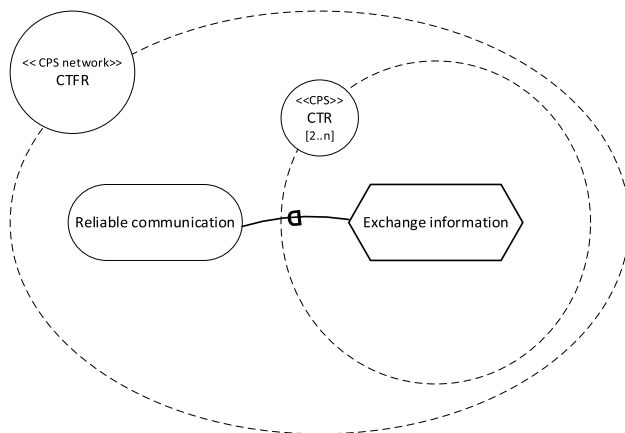 << CPS network>>
CTFR
<<CPS>>
CTR
[2..n]
Reliable communication
D
Exchange information